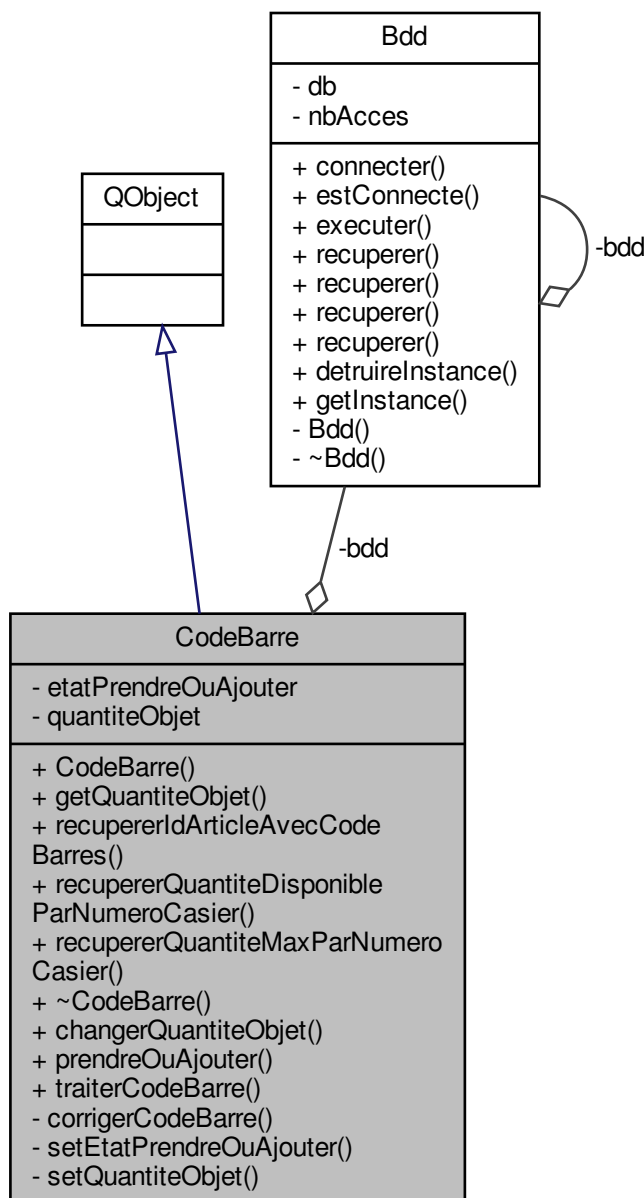 Bdd
- db
- nbAcces
+ connecter()
+ estConnecte()
+ executer()
+ recuperer()
+ recuperer()
+ recuperer()
+ recuperer()
+ detruireInstance()
+ getInstance()
- Bdd()
- ~Bdd()
QObject
-bdd
-bdd
CodeBarre
- etatPrendreOuAjouter
- quantiteObjet
+ CodeBarre()
+ getQuantiteObjet()
+ recupererIdArticleAvecCode
Barres()
+ recupererQuantiteDisponible
ParNumeroCasier()
+ recupererQuantiteMaxParNumero
Casier()
+ ~CodeBarre()
+ changerQuantiteObjet()
+ prendreOuAjouter()
+ traiterCodeBarre()
- corrigerCodeBarre()
- setEtatPrendreOuAjouter()
- setQuantiteObjet()